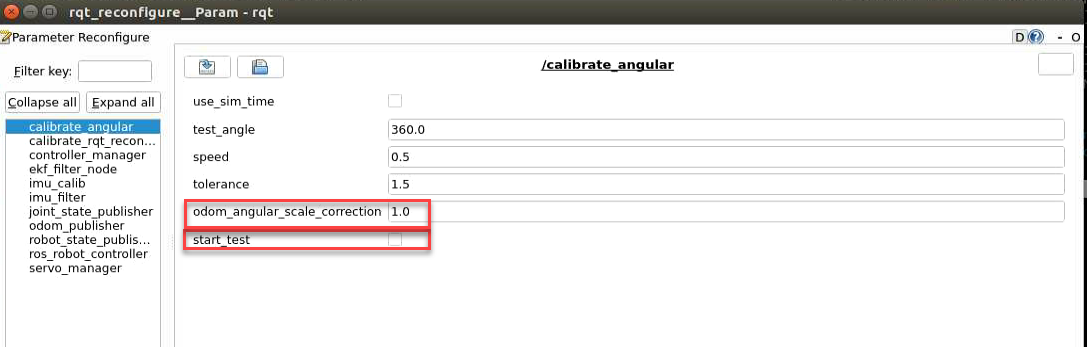 rqt_reconfigure__Param - rqt
Parameter Reconfigure
D
- O
Filter key:
/calibrate_angular
Collapse all
Expand all
calibrate_angular
calibrate_rqt_recon...
controller_manager
ekf_filter_node
imu_calib
imu_filter
joint_state_publisher
odom_publisher
robot_state_publis...
ros_robot_controller
servo_manager
use_sim_time
test_angle 360.0
speed 0.5
tolerance 1.5
odom_angular_scale_correction 1.0
start_test